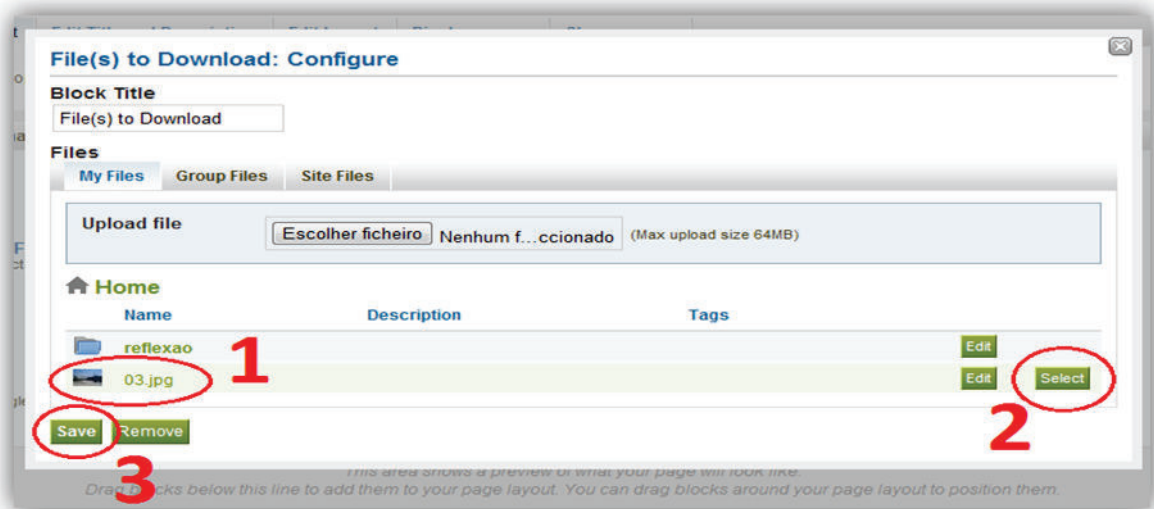 File(s) to Download: Configure
Block Title
File(s) to Download
Files
My Files Group Files Site Files
Upload file Escolher ficheiro Nenhum f...ccionado (Max upload size 64MB)
Home
Name Description Tags
reflexao Edit
1
03.jpg Edit Select
2
Save Remove
3
This area shows a preview of what your page will look like.
Drag blocks below this line to add them to your page layout. You can drag blocks around your page layout to position them.